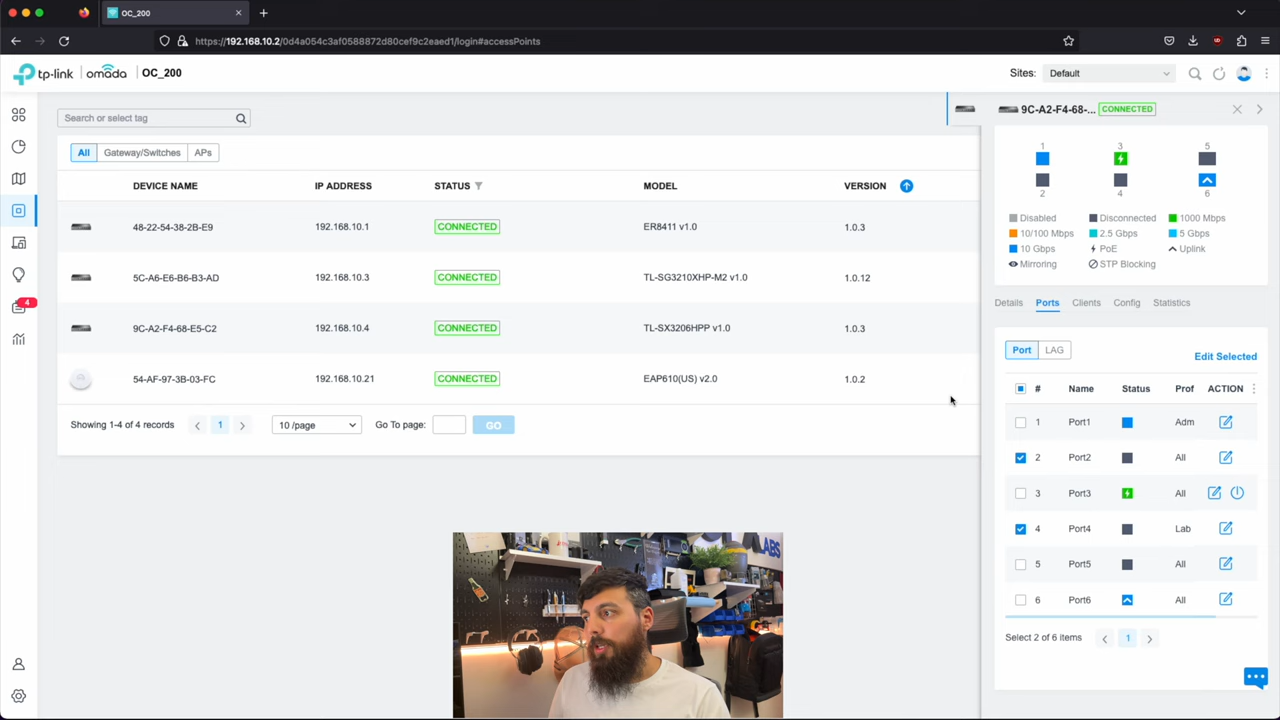 OC_200
https://192.168.10.2/0d4a054c3af0588872d80cef9c2eaed1/login#accessPoints
tp-link | omada | OC_200
Sites: Default
Search or select tag
9C-A2-F4-68-... CONNECTED
All Gateway/Switches APs
1 3 5
2 4 6
DEVICE NAME IP ADDRESS STATUS MODEL VERSION
48-22-54-38-2B-E9 192.168.10.1 CONNECTED ER8411 v1.0 1.0.3
5C-A6-E6-B6-B3-AD 192.168.10.3 CONNECTED TL-SG3210XHP-M2 v1.0 1.0.12
9C-A2-F4-68-E5-C2 192.168.10.4 CONNECTED TL-SX3206HPP v1.0 1.0.3
54-AF-97-3B-03-FC 192.168.10.21 CONNECTED EAP610(US) v2.0 1.0.2
Showing 1-4 of 4 records 1 10 /page Go To page: GO
4
Disabled Disconnected 1000 Mbps
10/100 Mbps 2.5 Gbps 5 Gbps
10 Gbps PoE Uplink
Mirroring STP Blocking
Details Ports Clients Config Statistics
Port LAG
Edit Selected
# Name Status Prof ACTION
1 Port1 Adm
2 Port2 All
3 Port3 All
4 Port4 Lab
5 Port5 All
6 Port6 All
Select 2 of 6 items 1
ABS